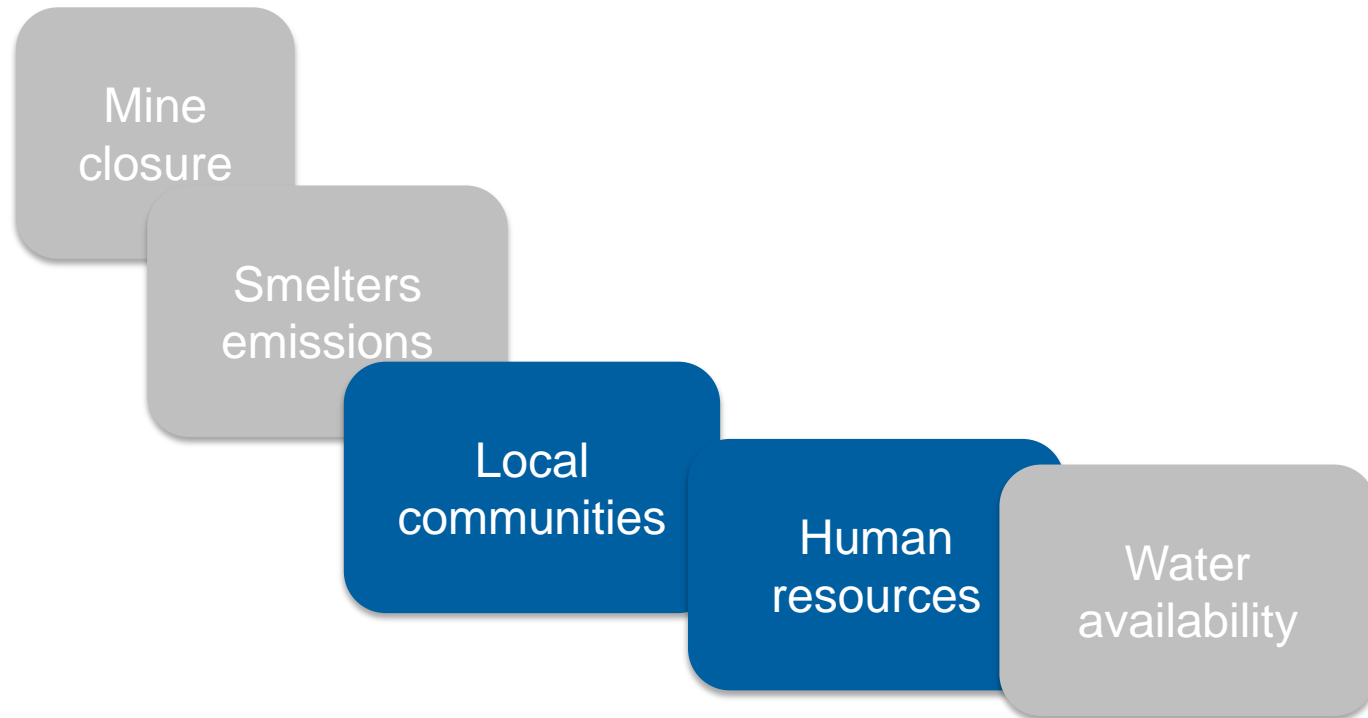 Mine
closure
Smelters
emissions
Local
communities
Human
resources
Water
availability